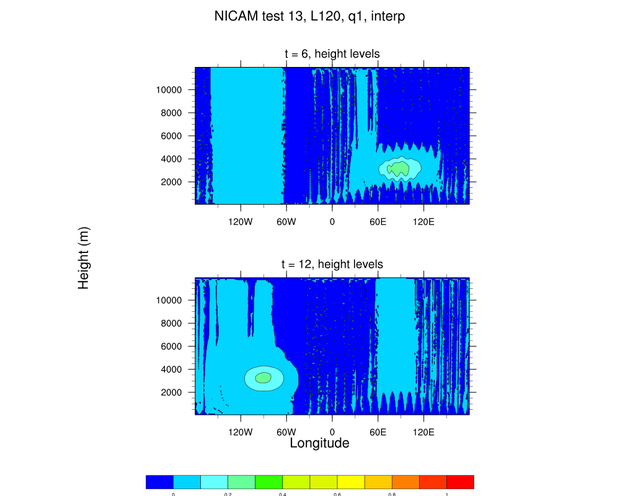 NICAM test 13, L120, q1, interp
t = 6, height levels
10000
8000
6000
4000
2000
120W 60W 0 60E 120E
Height (m)
t = 12, height levels
10000
8000
6000
4000
2000
120W 60W 0 60E 120E
Longitude
0 0.2 0.4 0.6 0.8 1